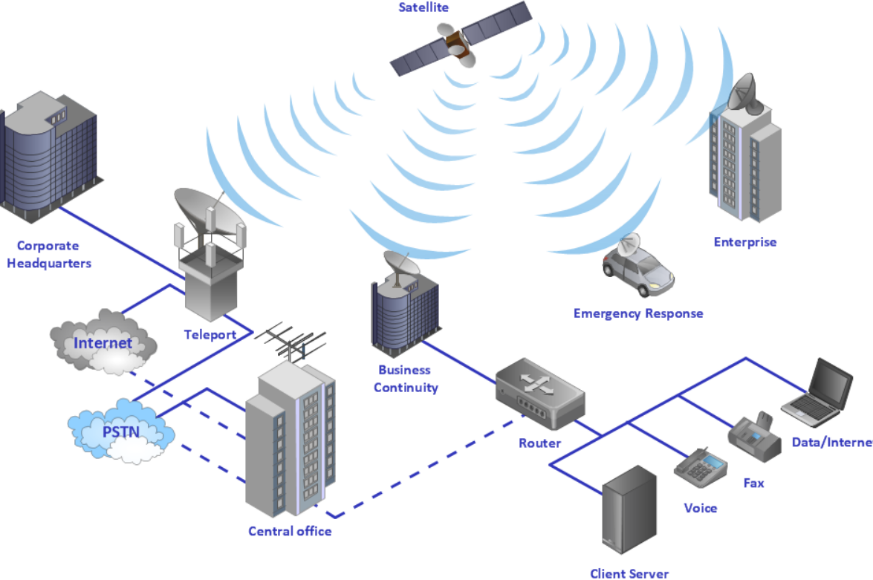 Satellite
Corporate
Headquarters
Enterprise
Emergency Response
Teleport
Internet
Business
Continuity
PSTN
Router
Data/Interne
Fax
Voice
Central office
Client Server